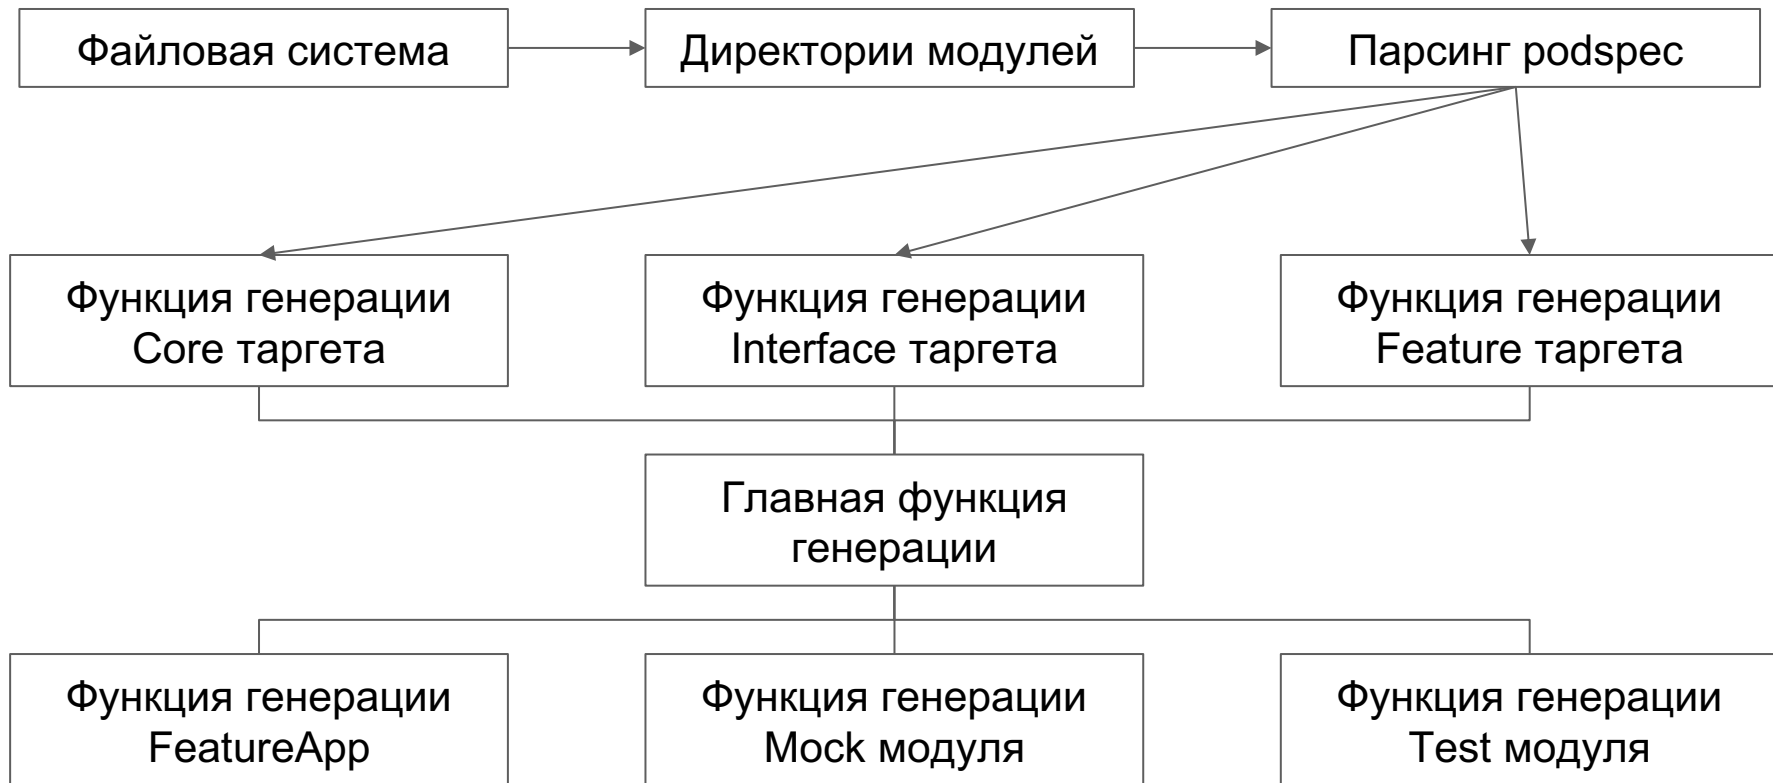 Файловая система
Директории модулей
Парсинг podspec
Функция генерации
Core таргета
Функция генерации
Interface таргета
Функция генерации
Feature таргета
Главная функция
генерации
Функция генерации
FeatureApp
Функция генерации
Mock модуля
Функция генерации
Test модуля